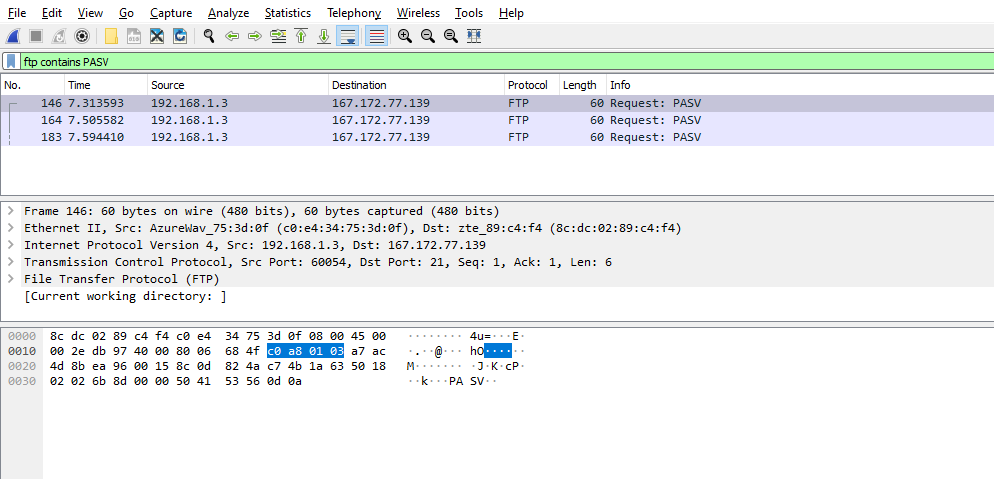 File Edit View Go Capture Analyze Statistics Telephony Wireless Tools Help
ftp contains PASV
No. Time Source Destination Protocol Length Info
146 7.313593 192.168.1.3 167.172.77.139 FTP 60 Request: PASV
164 7.505582 192.168.1.3 167.172.77.139 FTP 60 Request: PASV
183 7.594410 192.168.1.3 167.172.77.139 FTP 60 Request: PASV
Frame 146: 60 bytes on wire (480 bits), 60 bytes captured (480 bits)
Ethernet II, Src: AzureWav_75:3d:0f (c0:e4:34:75:3d:0f), Dst: zte_89:c4:f4 (8c:dc:02:89:c4:f4)
Internet Protocol Version 4, Src: 192.168.1.3, Dst: 167.172.77.139
Transmission Control Protocol, Src Port: 60054, Dst Port: 21, Seq: 1, Ack: 1, Len: 6
File Transfer Protocol (FTP)
[Current working directory: ]
0000 8c dc 02 89 c4 f4 c0 e4 34 75 3d 0f 08 00 45 00 ········ 4u=···E·
0010 00 2e db 97 40 00 80 06 68 4f c0 a8 01 03 a7 ac ·.··@··· hO······
0020 4d 8b ea 96 00 15 8c 0d 82 4a c7 4b 1a 63 50 18 M······· ·J·K·cP·
0030 02 02 6b 8d 00 00 50 41 53 56 0d 0a ··k···PA SV··